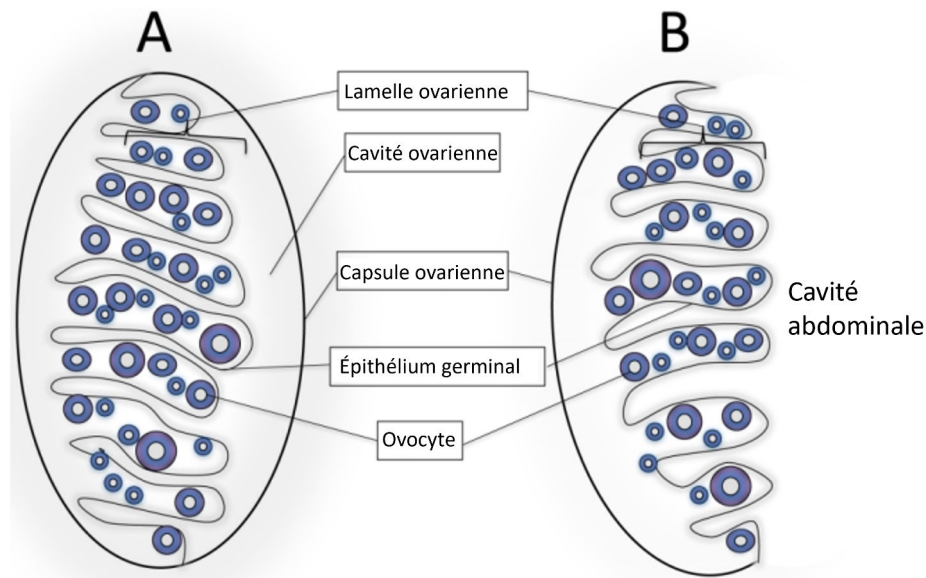 A
B
Lamelle ovarienne
Cavité ovarienne
Capsule ovarienne
Cavité
abdominale
Épithélium germinal
Ovocyte